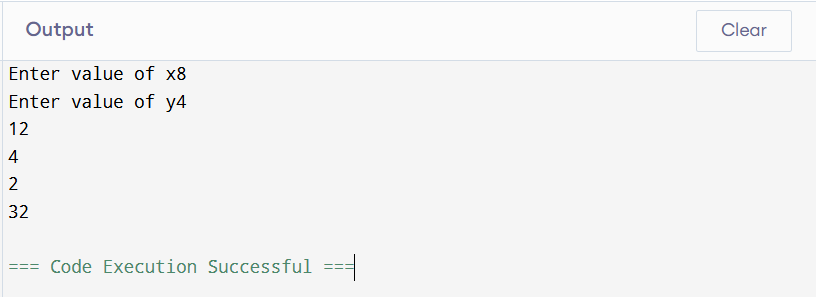 Output
Clear
Enter value of x8
Enter value of y4
12
4
2
32
=== Code Execution Successful ===